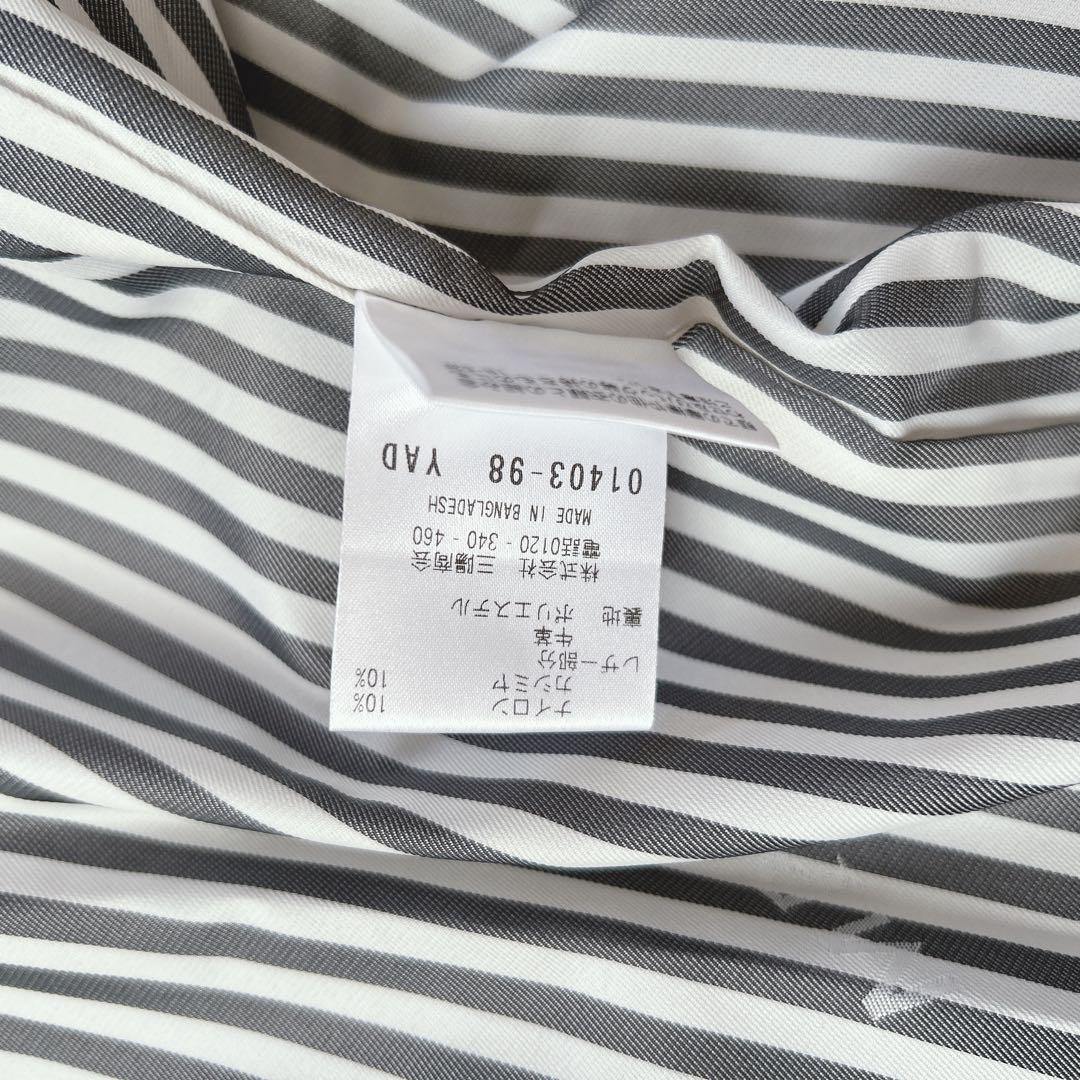 ナイロン 10%
カシミヤ 10%
レザー部分
牛革
裏地 ポリエステル
株式会社 三陽商会
電話0120-340-460
MADE IN BANGLADESH
01403-98 YAD